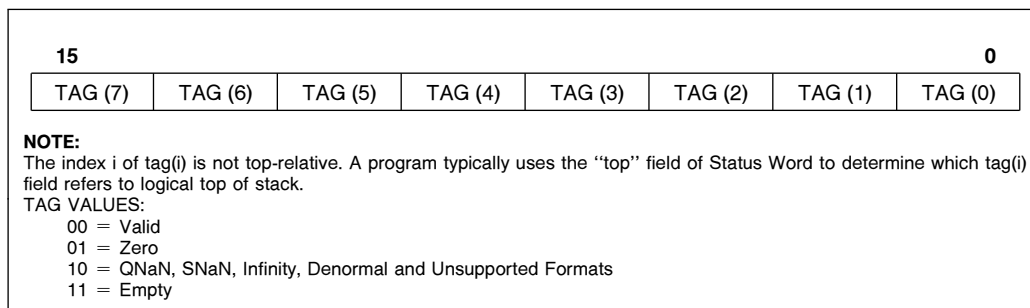 15 0
TAG (7) TAG (6) TAG (5) TAG (4) TAG (3) TAG (2) TAG (1) TAG (0)
NOTE:
The index i of tag(i) is not top-relative. A program typically uses the ‘‘top’’ field of Status Word to determine which tag(i)
field refers to logical top of stack.
TAG VALUES:
00 = Valid
01 = Zero
10 = QNaN, SNaN, Infinity, Denormal and Unsupported Formats
11 = Empty